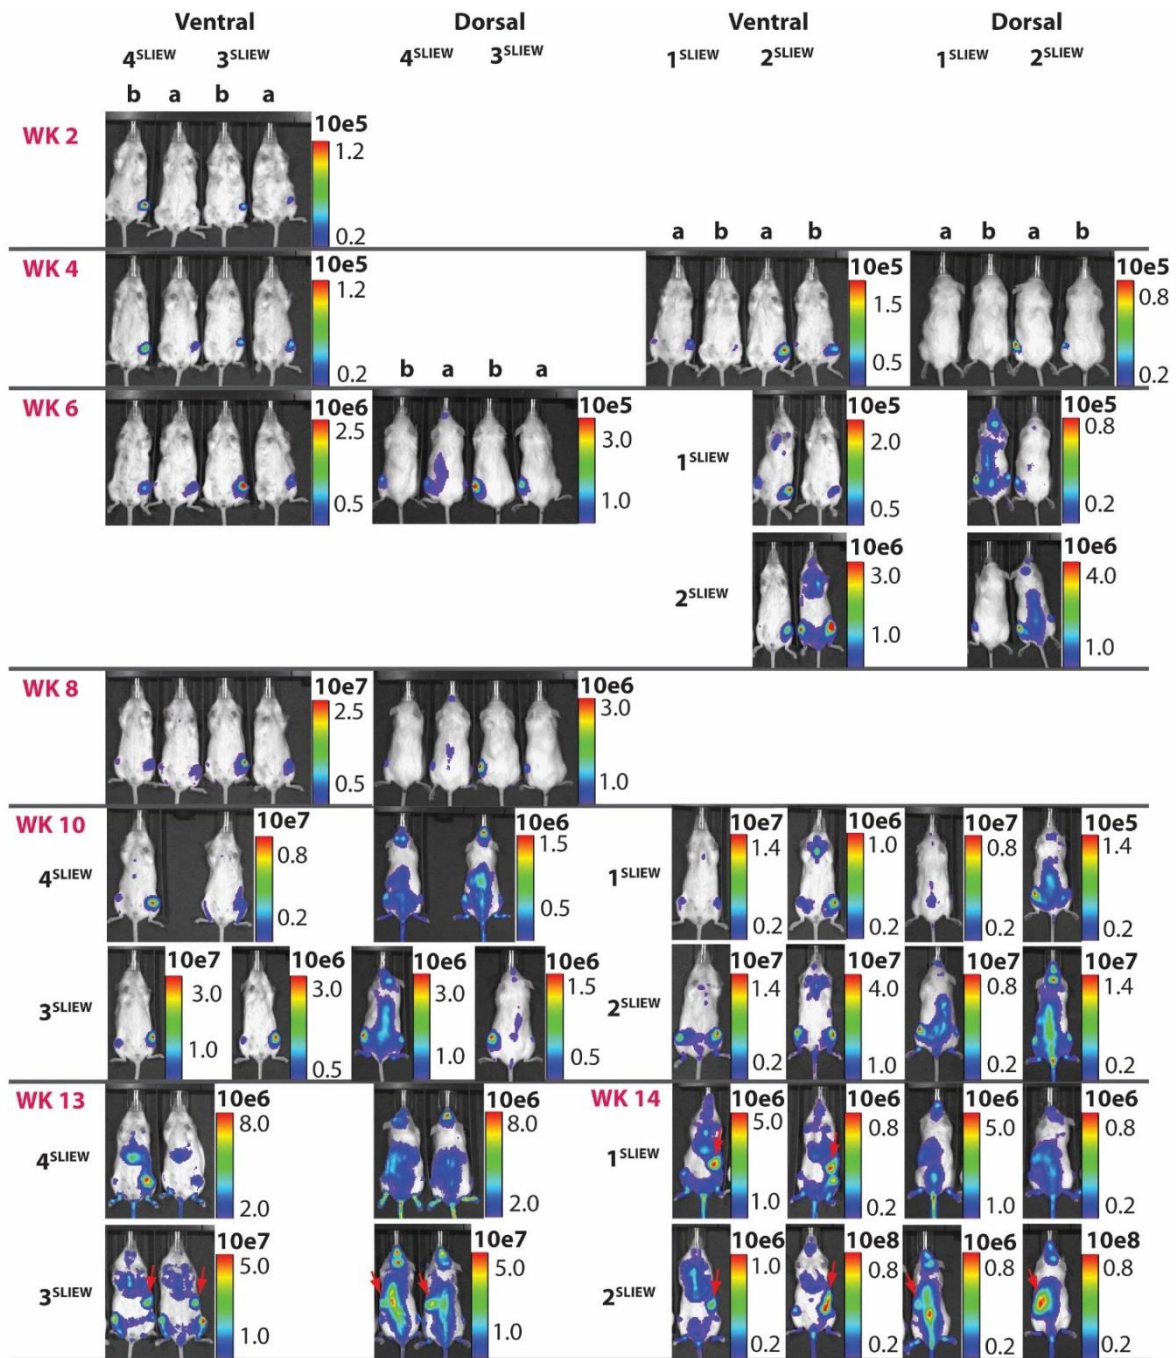 Ventral Dorsal Ventral Dorsal
4SLIEW 3SLIEW 4SLIEW 3SLIEW 1SLIEW 2SLIEW 1SLIEW 2SLIEW
b a b a
WK 2 10e5
1.2
0.2
a b a b a b a b
WK 4 10e5 10e5 10e5
1.2 1.5 0.8
0.2 0.5 0.2
b a b a
WK 6 10e6 10e5 10e5 10e5
2.5 3.0 2.0 0.8
1SLIEW
0.5 1.0 0.5 0.2
10e6 10e6
3.0 4.0
2SLIEW
1.0 1.0
WK 8 10e7 10e6
2.5 3.0
0.5 1.0
WK 10 10e7 10e6 10e7 10e6 10e7 10e5
0.8 1.5 1.4 1.0 0.8 1.4
4SLIEW 1SLIEW
0.2 0.5 0.2 0.2 0.2 0.2
10e7 10e6 10e6 10e6 10e7 10e7 10e7 10e7
3.0 3.0 3.0 1.5 1.4 4.0 0.8 1.4
3SLIEW 2SLIEW
1.0 0.5 1.0 0.5 0.2 1.0 0.2 0.2
WK 13 10e6 10e6 WK 14 10e6 10e6 10e6 10e6
8.0 8.0 5.0 0.8 5.0 0.8
4SLIEW 1SLIEW
2.0 2.0 1.0 0.2 1.0 0.2
10e7 10e7 10e6 10e8 10e6 10e8
5.0 5.0 1.0 0.8 0.8 0.8
3SLIEW 2SLIEW
1.0 1.0 0.2 0.2 0.2 0.2